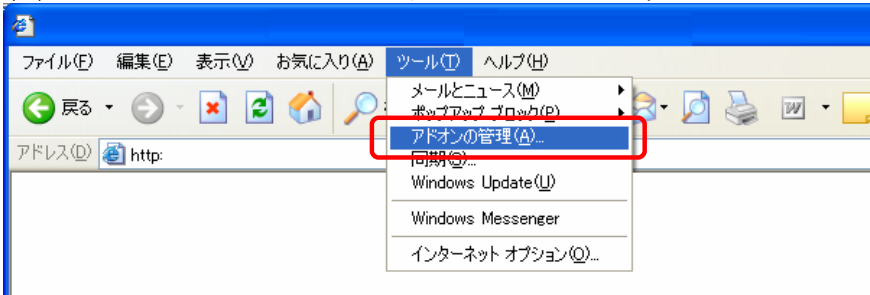 ファイル(F) 編集(E) 表示(V) お気に入り(A) ツール(T) ヘルプ(H)
戻る
メールとニュース(M)
ポップアップ ブロック(P)
アドオンの管理(A)...
同期(S)...
Windows Update(U)
Windows Messenger
インターネット オプション(O)...
アドレス(D) http: